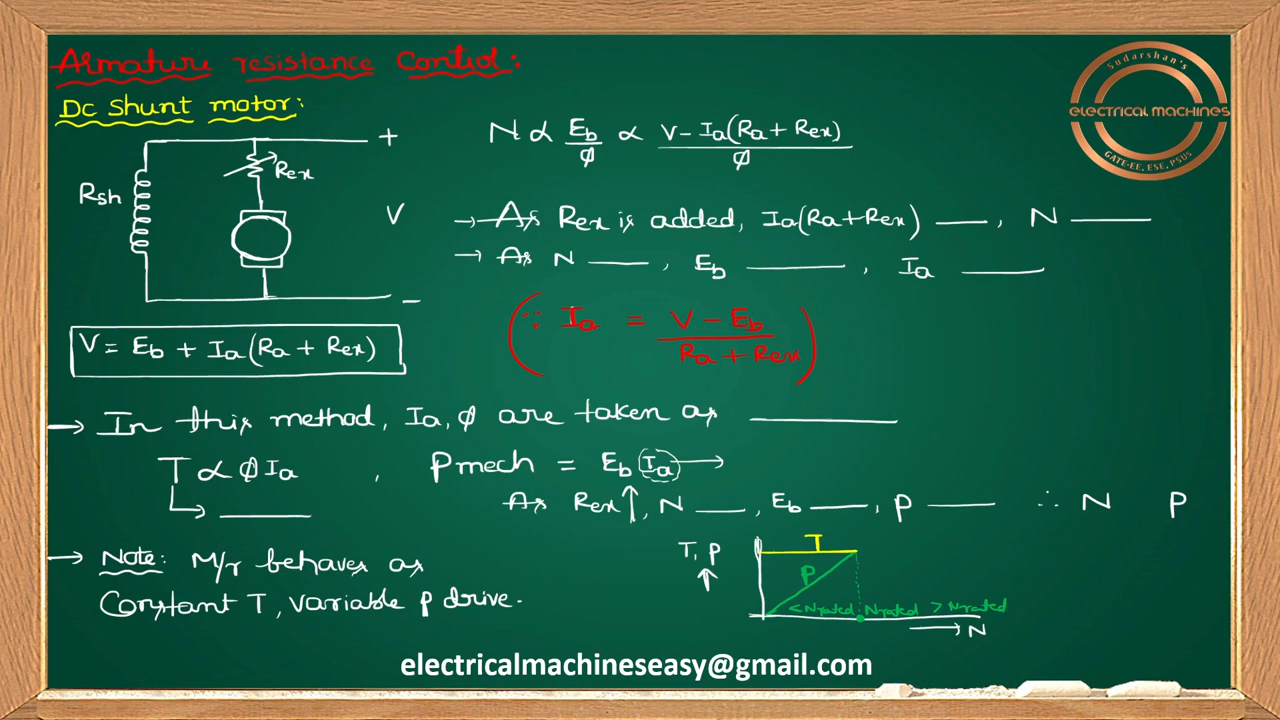 Armature resistance Control:
Dc Shunt motor:
Sudarshan's
ELECTRICAL MACHINES
GATE-EE, ESE, PSUS
+
Rex
Rsh
V
−
V = Eb + Ia(Ra + Rex)
N ∝ Eb/ϕ ∝ V − Ia(Ra + Rex)/ϕ
→ As Rex is added, Ia(Ra+Rex) ____, N ____
→ As N ____, Eb ____, Ia ____
(∵ Ia = V − Eb / Ra + Rex)
→ In this method, Ia, ϕ are taken as ____
T ∝ ϕ Ia , Pmech = Eb Ia →
↳ ____
As Rex ↑, N ____, Eb ____, P ____ ∴ N P
→ Note: M/r behaves as
Constant T, variable P drive.
T, P ↑
T
P
< Nrated Nrated > Nrated
→ N
electricalmachineseasy@gmail.com